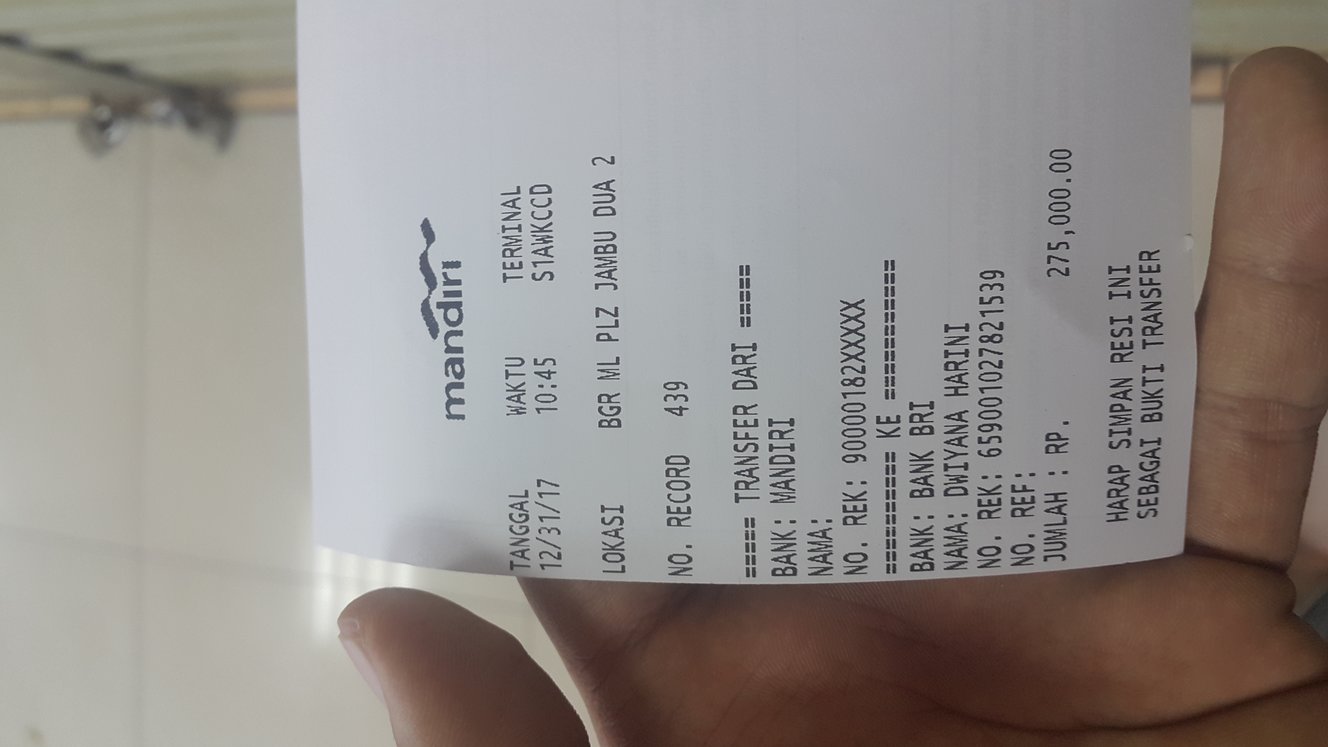 mandiri
TANGGAL WAKTU TERMINAL
12/31/17 10:45 S1AWKCCD
LOKASI BGR ML PLZ JAMBU DUA 2
NO. RECORD 439
===== TRANSFER DARI =====
BANK: MANDIRI
NAMA:
NO. REK: 90000182XXXXX
========== KE ===========
BANK: BANK BRI
NAMA: DWIYANA HARINI
NO. REK: 659001027821539
NO. REF:
JUMLAH : RP. 275,000.00
HARAP SIMPAN RESI INI
SEBAGAI BUKTI TRANSFER